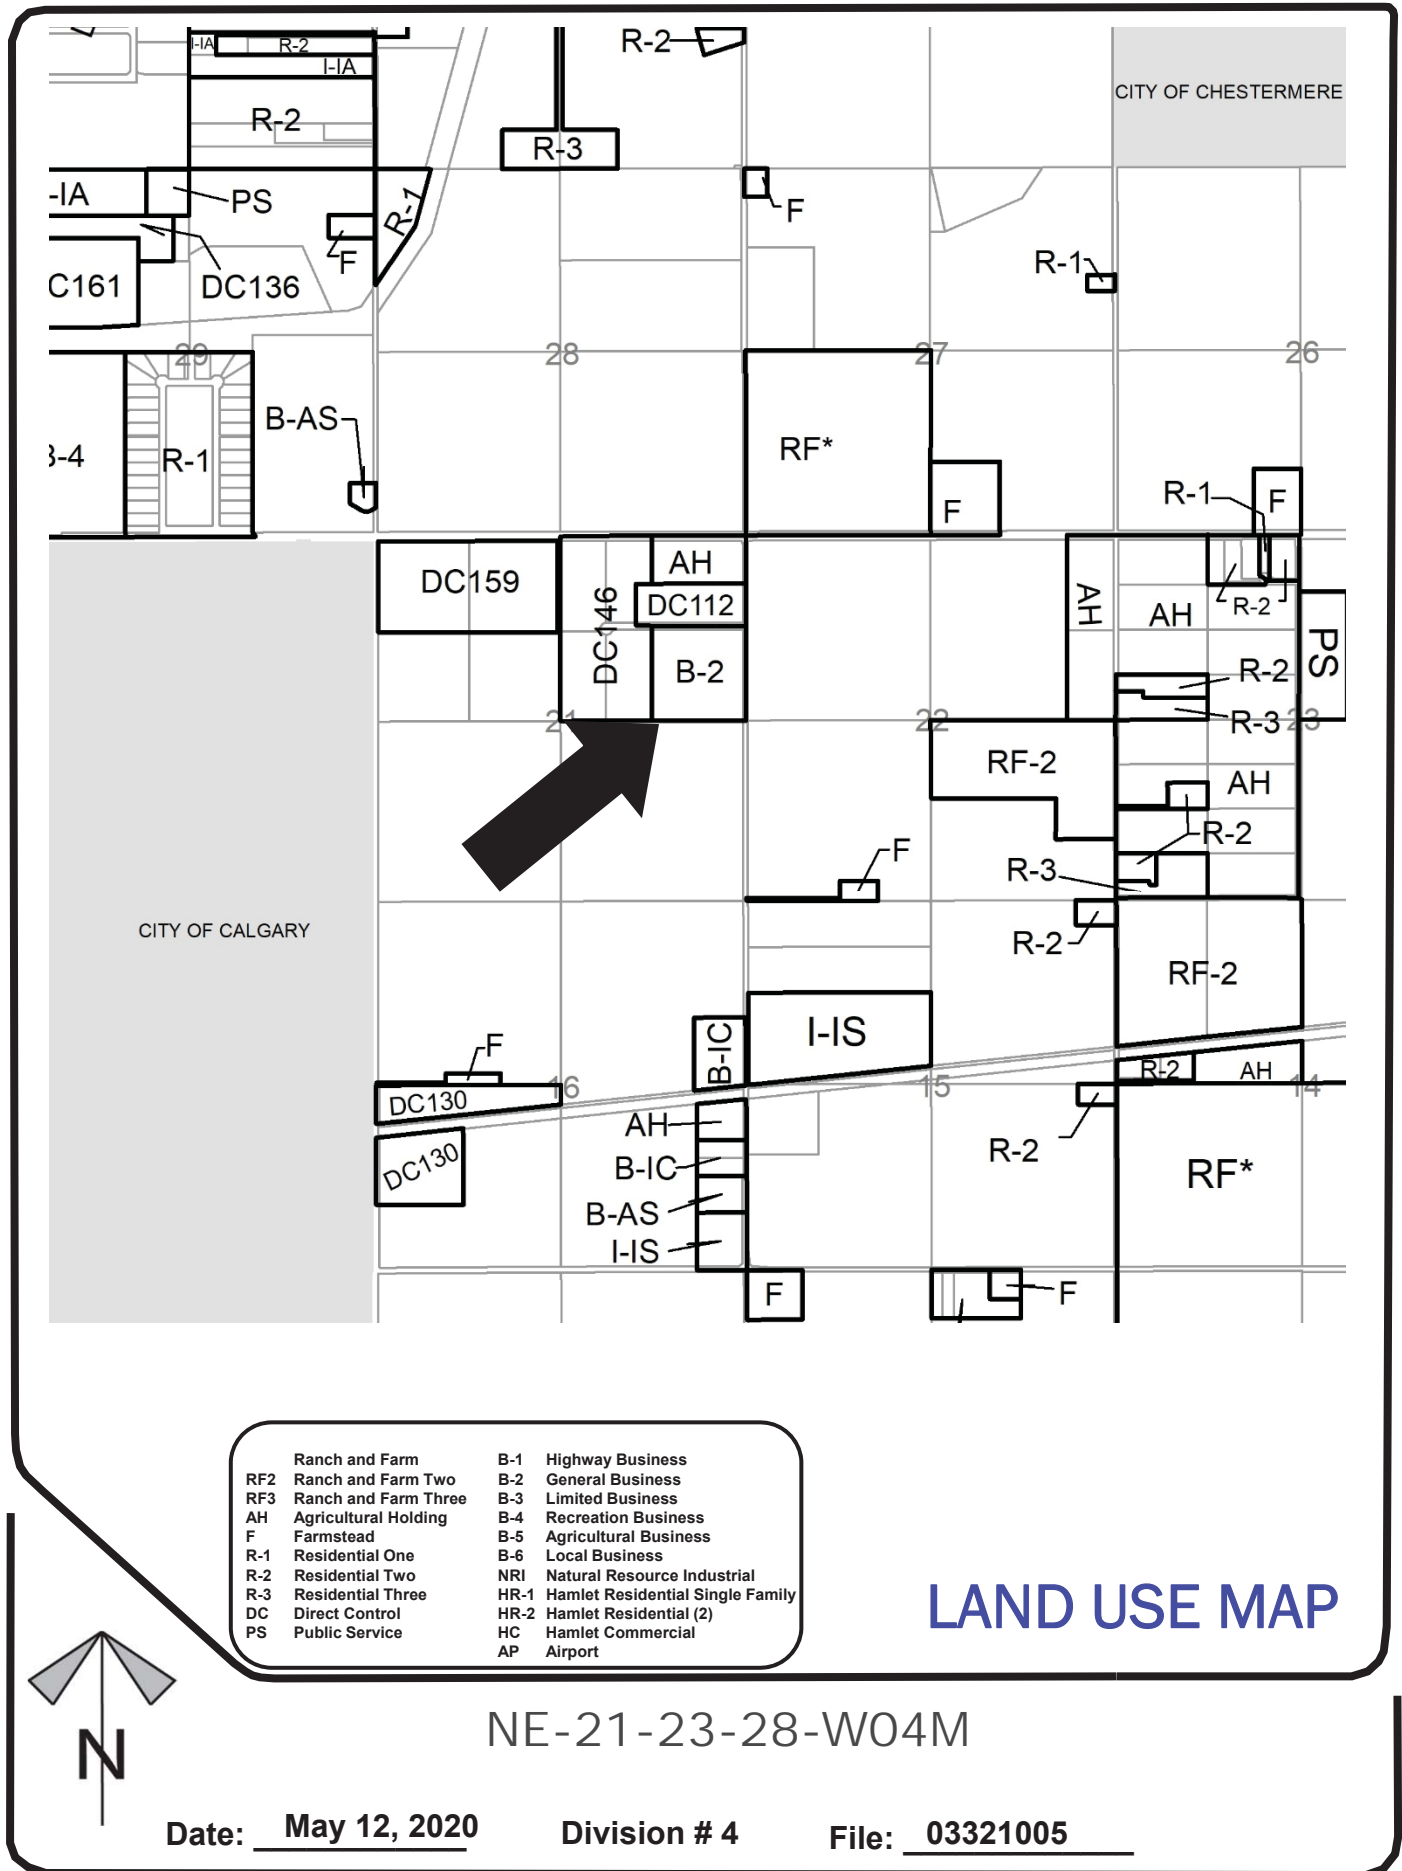 I-IA
R-2
I-IA
R-2
R-2
R-3
CITY OF CHESTERMERE
-IA
PS
R-1
F
F
R-1
C161
DC136
29
28
27
26
B-AS
R-1
RF*
F
R-1
F
DC159
DC146
AH
DC112
B-2
AH
AH
R-2
PS
R-2
R-3
21
22
23
RF-2
AH
R-2
F
R-3
CITY OF CALGARY
R-2
RF-2
B-IC
I-IS
F
R-2
AH
DC130
16
15
14
DC130
AH
B-IC
B-AS
I-IS
R-2
RF*
F
F
Ranch and Farm
RF2 Ranch and Farm Two
RF3 Ranch and Farm Three
AH Agricultural Holding
F Farmstead
R-1 Residential One
R-2 Residential Two
R-3 Residential Three
DC Direct Control
PS Public Service
B-1 Highway Business
B-2 General Business
B-3 Limited Business
B-4 Recreation Business
B-5 Agricultural Business
B-6 Local Business
NRI Natural Resource Industrial
HR-1 Hamlet Residential Single Family
HR-2 Hamlet Residential (2)
HC Hamlet Commercial
AP Airport
LAND USE MAP
N
NE-21-23-28-W04M
Date: May 12, 2020 Division # 4 File: 03321005